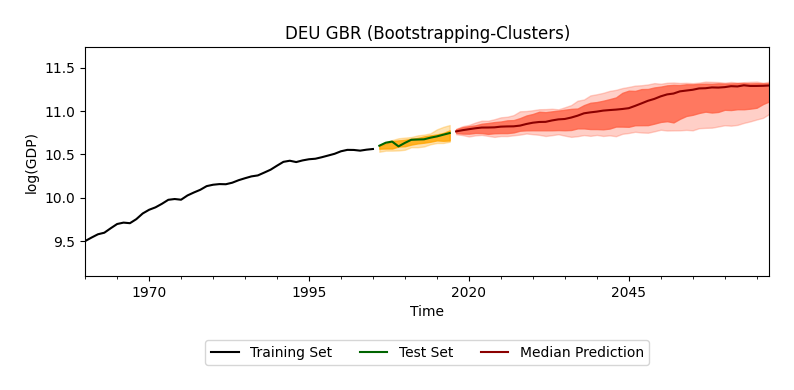 DEU GBR (Bootstrapping-Clusters)
11.5
11.0
10.5
10.0
9.5
log(GDP)
1970 1995 2020 2045
Time
Training Set Test Set Median Prediction